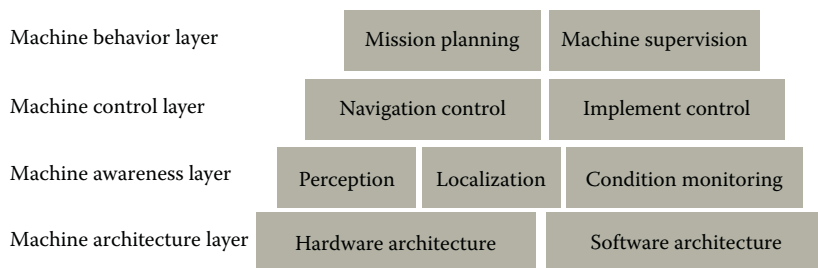 Machine behavior layer Mission planning Machine supervision
Machine control layer Navigation control Implement control
Machine awareness layer Perception Localization Condition monitoring
Machine architecture layer Hardware architecture Software architecture